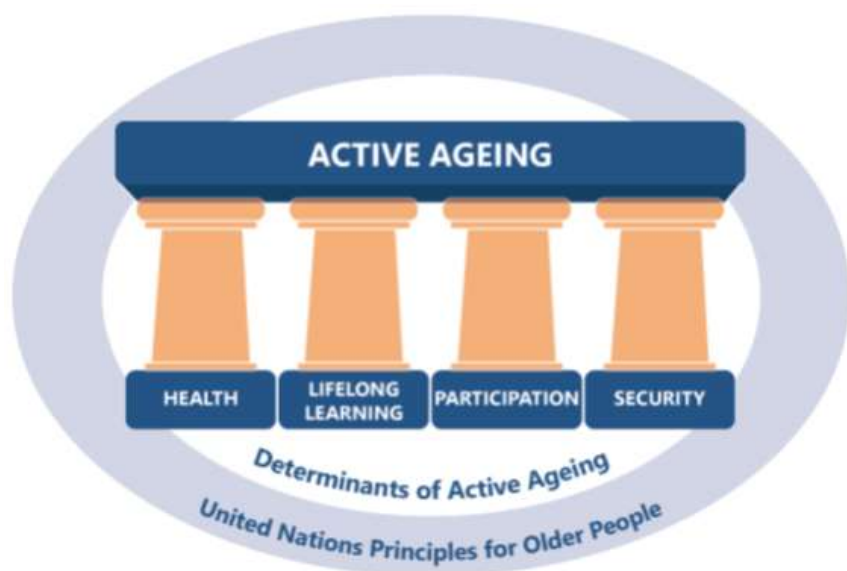 ACTIVE AGEING
HEALTH
LIFELONG
LEARNING
PARTICIPATION
SECURITY
Determinants of Active Ageing
United Nations Principles for Older People